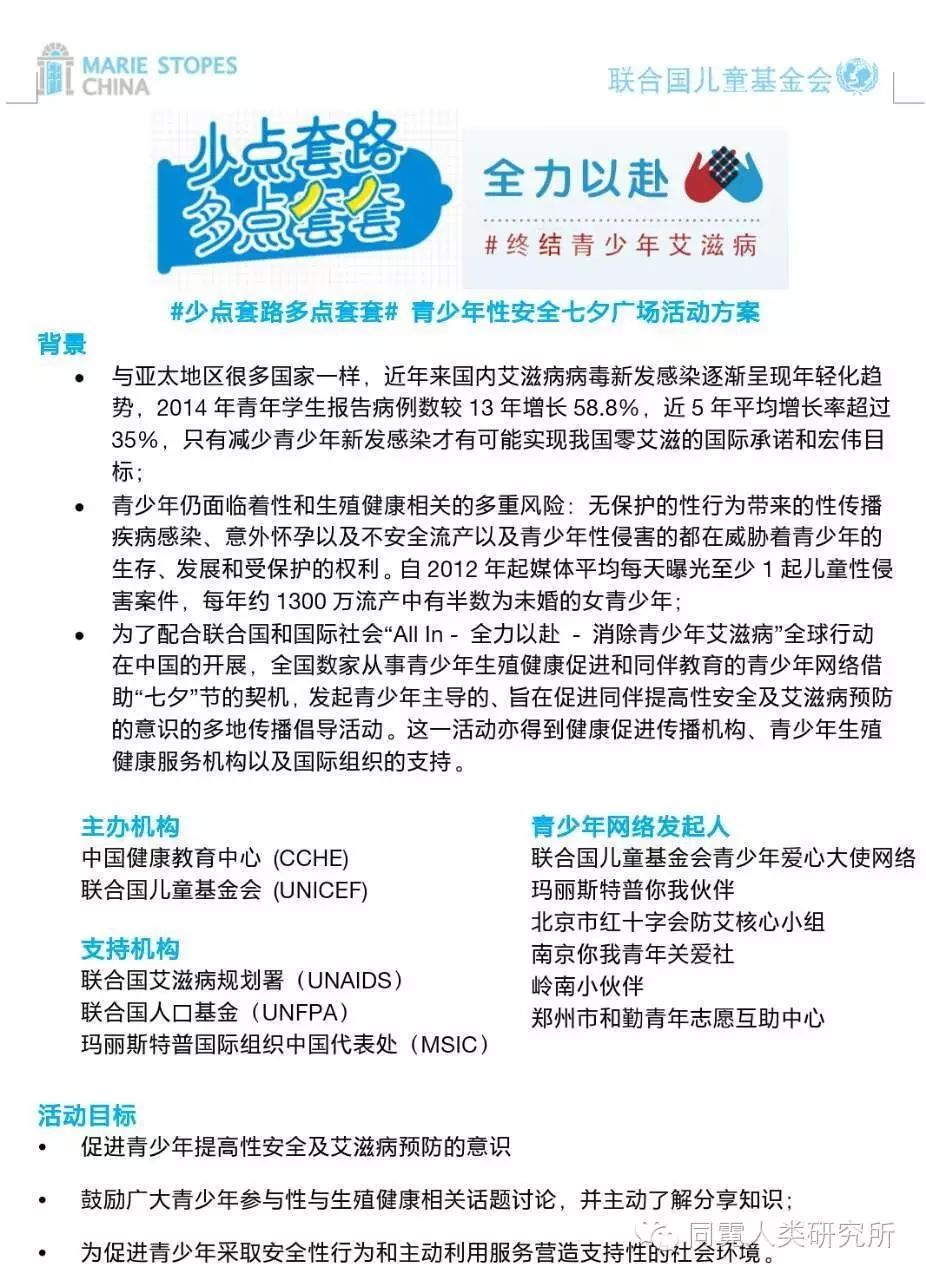 MARIE STOPES
CHINA
联合国儿童基金会
少点套路
多点套套
全力以赴
#终结青少年艾滋病
#少点套路多点套套# 青少年性安全七夕广场活动方案
背景
• 与亚太地区很多国家一样，近年来国内艾滋病病毒新发感染逐渐呈现年轻化趋
势，2014 年青年学生报告病例数较 13 年增长 58.8%，近 5 年平均增长率超过
35%，只有减少青少年新发感染才有可能实现我国零艾滋的国际承诺和宏伟目
标；
• 青少年仍面临着性和生殖健康相关的多重风险：无保护的性行为带来的性传播
疾病感染、意外怀孕以及不安全流产以及青少年性侵害的都在威胁着青少年的
生存、发展和受保护的权利。自 2012 年起媒体平均每天曝光至少 1 起儿童性侵
害案件，每年约 1300 万流产中有半数为未婚的女青少年；
• 为了配合联合国和国际社会“All In - 全力以赴 - 消除青少年艾滋病”全球行动
在中国的开展，全国数家从事青少年生殖健康促进和同伴教育的青少年网络借
助“七夕”节的契机，发起青少年主导的、旨在促进同伴提高性安全及艾滋病预防
的意识的多地传播倡导活动。这一活动亦得到健康促进传播机构、青少年生殖
健康服务机构以及国际组织的支持。
主办机构
中国健康教育中心 (CCHE)
联合国儿童基金会 (UNICEF)
支持机构
联合国艾滋病规划署（UNAIDS）
联合国人口基金（UNFPA）
玛丽斯特普国际组织中国代表处（MSIC）
青少年网络发起人
联合国儿童基金会青少年爱心大使网络
玛丽斯特普你我伙伴
北京市红十字会防艾核心小组
南京你我青年关爱社
岭南小伙伴
郑州市和勤青年志愿互助中心
活动目标
• 促进青少年提高性安全及艾滋病预防的意识
• 鼓励广大青少年参与性与生殖健康相关话题讨论，并主动了解分享知识；
• 为促进青少年采取安全性行为和主动利用服务营造支持性的社会环境。
同霄人类研究所